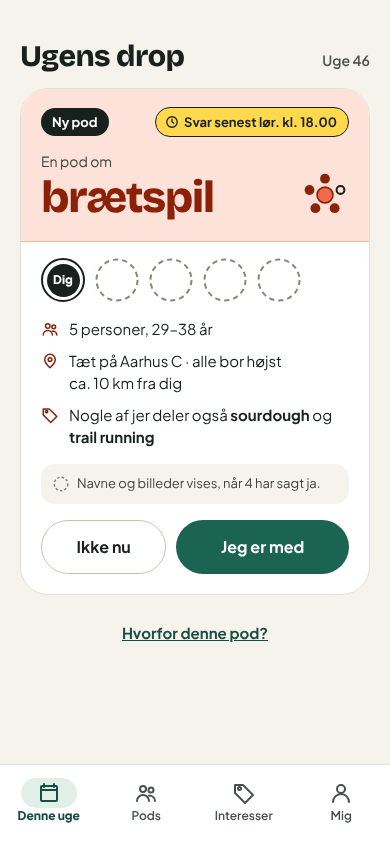 Ugens drop
Uge 46
Ny pod
Svar senest lør. kl. 18.00
En pod om
brætspil
Dig
5 personer, 29–38 år
Tæt på Aarhus C · alle bor højst
ca. 10 km fra dig
Nogle af jer deler også sourdough og
trail running
Navne og billeder vises, når 4 har sagt ja.
Ikke nu
Jeg er med
Hvorfor denne pod?
Denne uge
Pods
Interesser
Mig